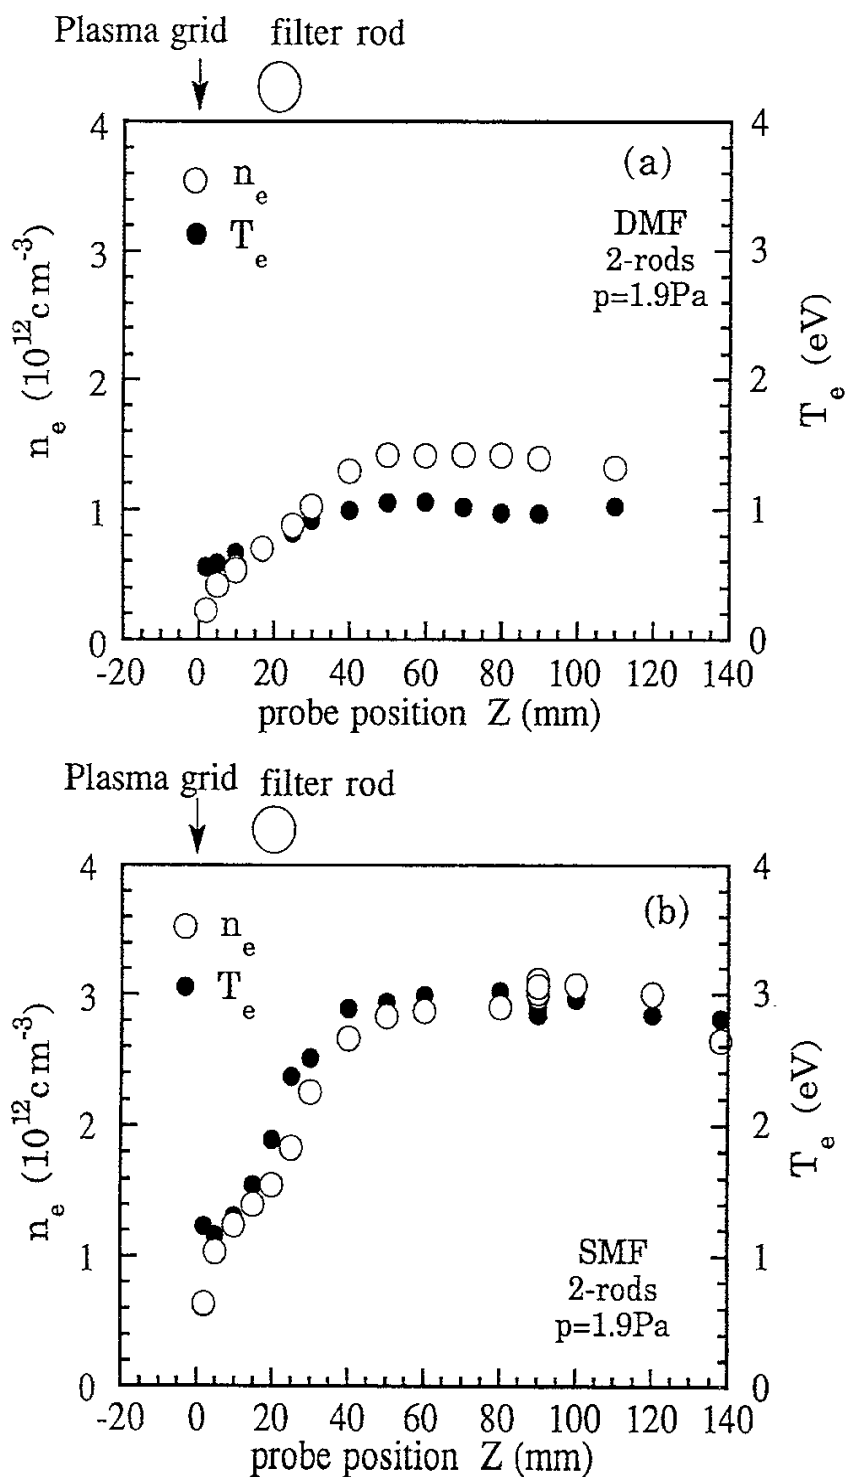 Plasma grid filter rod
4 4
n_e (a)
T_e DMF
3 2-rods 3
p=1.9Pa
n_e (10^12 cm^-3) T_e (eV)
2 2
1 1
0 0
-20 0 20 40 60 80 100 120 140
probe position Z (mm)
Plasma grid filter rod
4 4
n_e (b)
T_e
3 3
n_e (10^12 cm^-3) T_e (eV)
2 2
1 SMF 1
2-rods
p=1.9Pa
0 0
-20 0 20 40 60 80 100 120 140
probe position Z (mm)